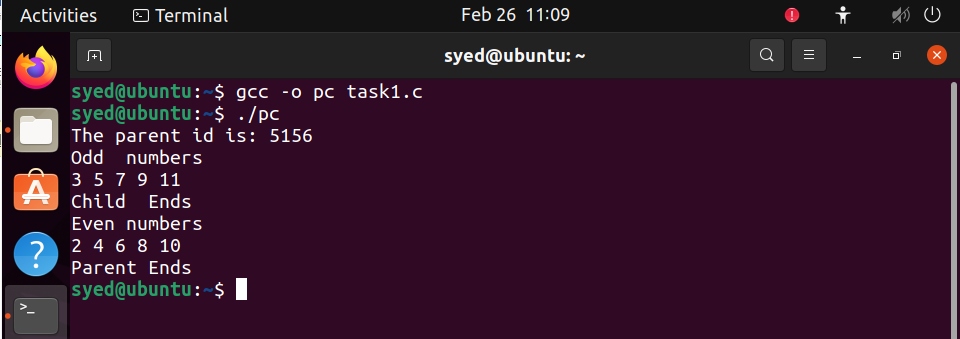 Activities Terminal Feb 26 11:09
syed@ubuntu: ~
syed@ubuntu:~$ gcc -o pc task1.c
syed@ubuntu:~$ ./pc
The parent id is: 5156
Odd  numbers
3 5 7 9 11
Child  Ends
Even numbers
2 4 6 8 10
Parent Ends
syed@ubuntu:~$